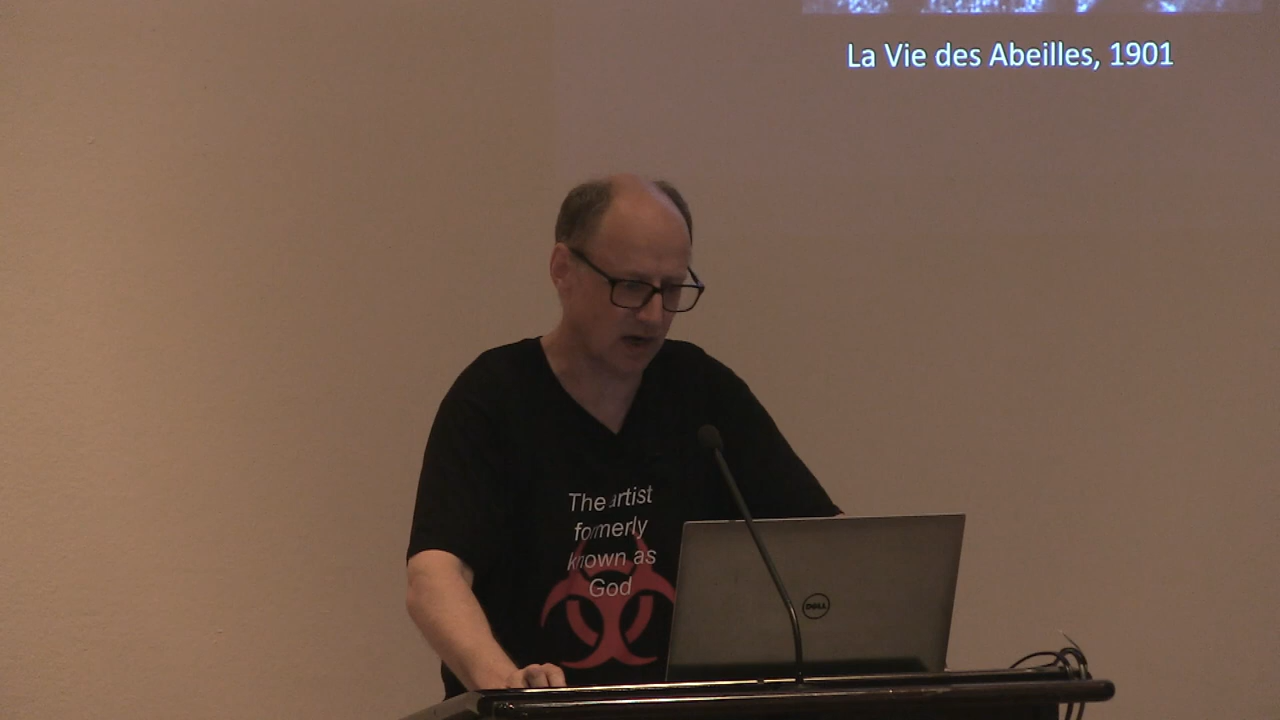 La Vie des Abeilles, 1901
The artist
formerly
known as
God
DELL